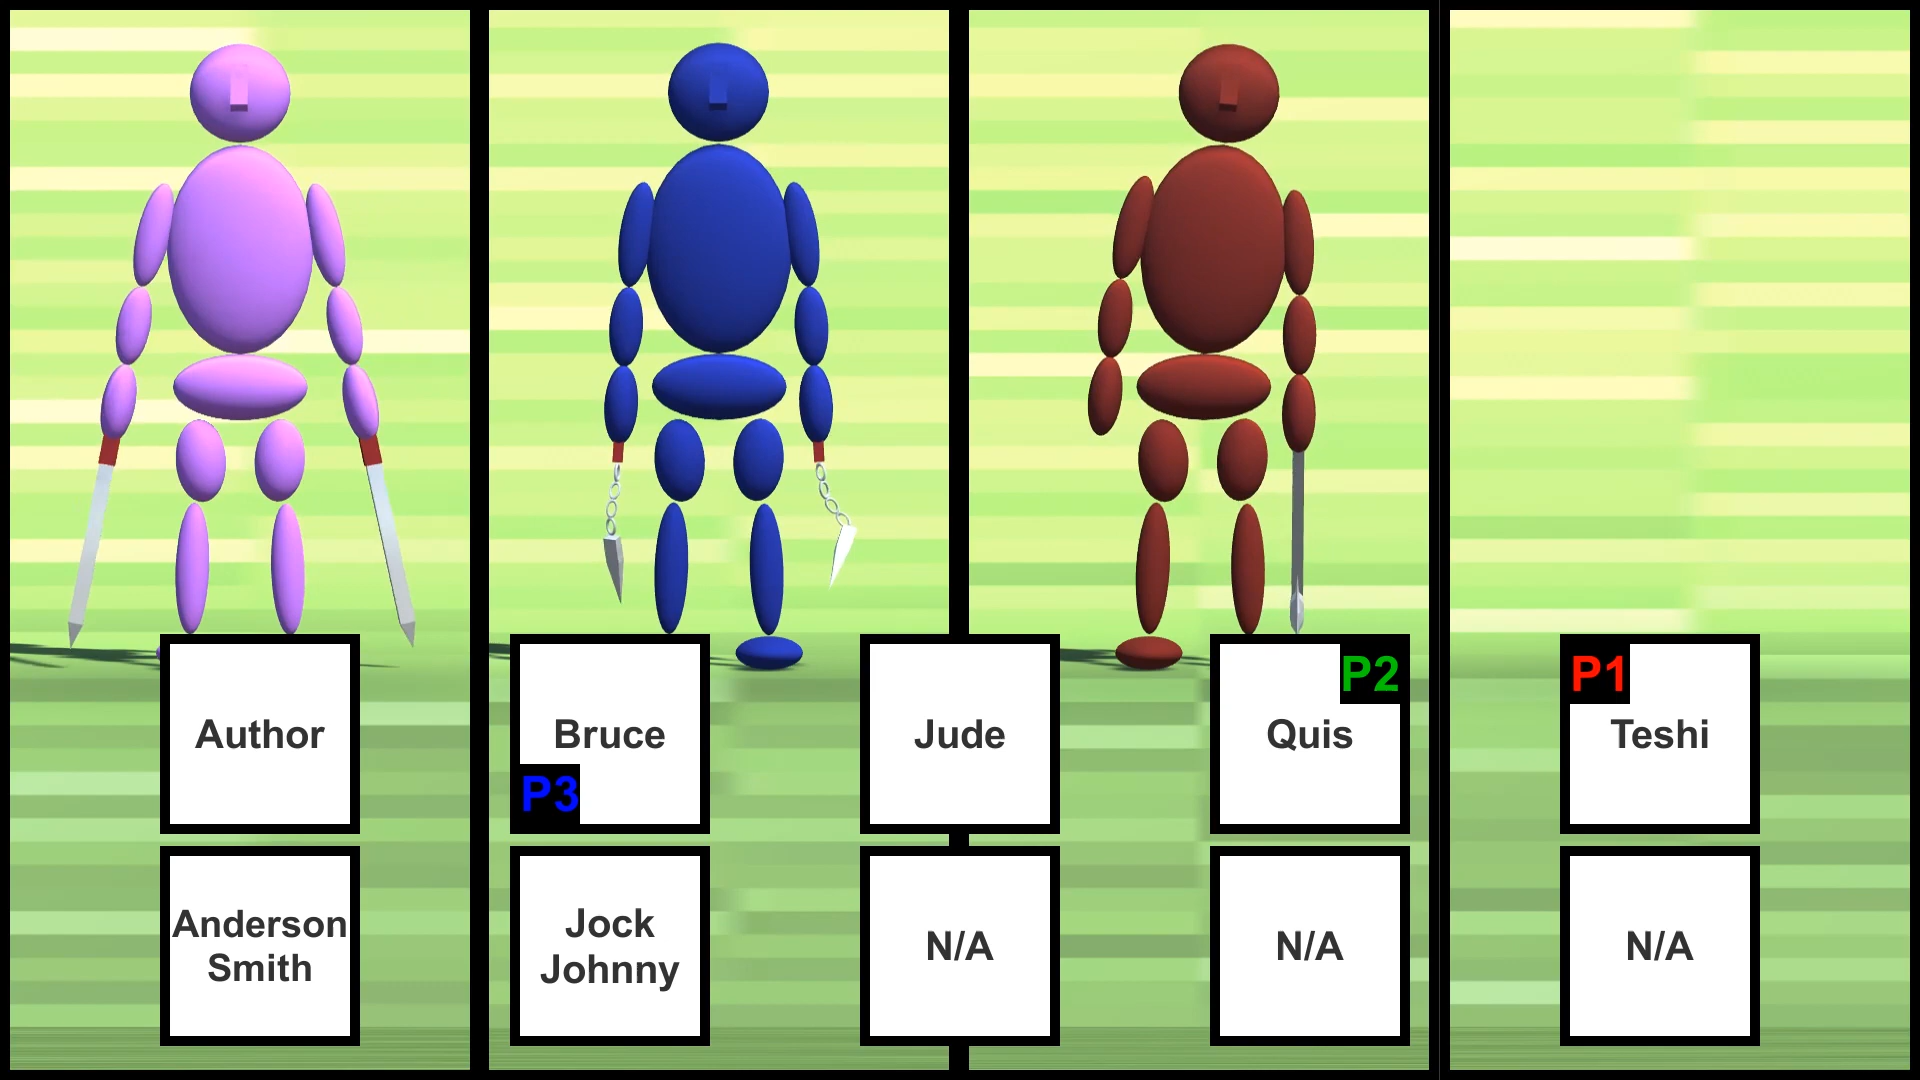 Author
Bruce
P3
Jude
P2
Quis
P1
Teshi
Anderson
Smith
Jock
Johnny
N/A
N/A
N/A